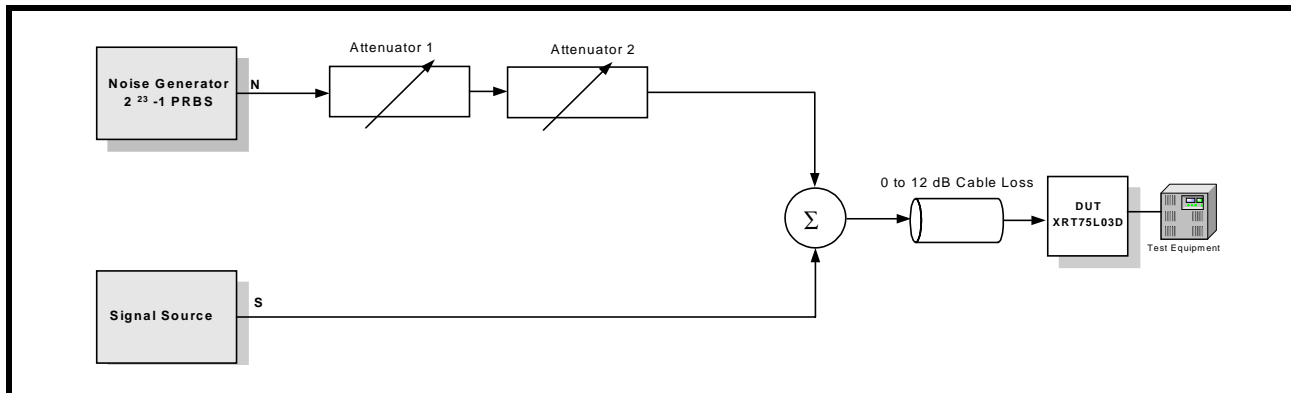 Attenuator 1
Attenuator 2
Noise Generator
2 23 -1 PRBS
N
0 to 12 dB Cable Loss
Σ
DUT
XRT75L03D
Test Equipment
Signal Source
S